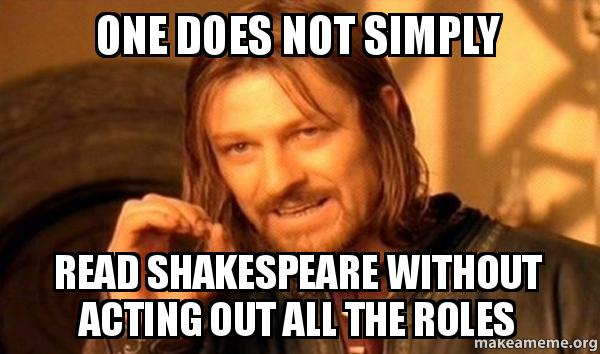 ONE DOES NOT SIMPLY
READ SHAKESPEARE WITHOUT
ACTING OUT ALL THE ROLES
makeameme.org